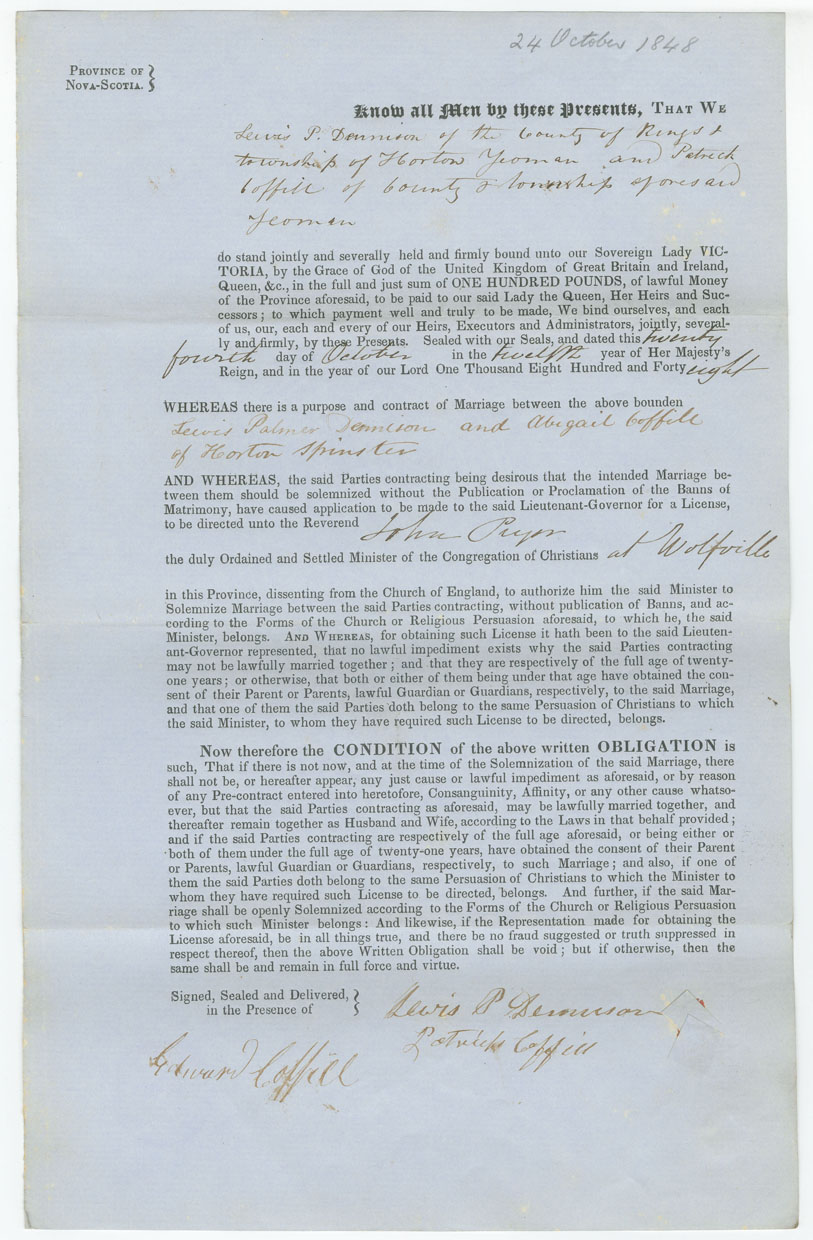 24 October 1848
PROVINCE OF
NOVA-SCOTIA.
Know all Men by these Presents, THAT WE
Lewis P. Dennison of the County of Kings &
township of Horton Yeoman and Patrick
Coffill of County & township aforesaid
Yeoman
do stand jointly and severally held and firmly bound unto our Sovereign Lady VIC-
TORIA, by the Grace of God of the United Kingdom of Great Britain and Ireland,
Queen, &c., in the full and just sum of ONE HUNDRED POUNDS, of lawful Money
of the Province aforesaid, to be paid to our said Lady the Queen, Her Heirs and Suc-
cessors; to which payment well and truly to be made, We bind ourselves, and each
of us, our, each and every of our Heirs, Executors and Administrators, jointly, several-
ly and firmly, by these Presents. Sealed with our Seals, and dated this twenty
fourth day of October in the twelfth year of Her Majesty's
Reign, and in the year of our Lord One Thousand Eight Hundred and Forty eight
WHEREAS there is a purpose and contract of Marriage between the above bounden
Lewis Palmer Dennison and Abigail Coffill
of Horton Spinster
AND WHEREAS, the said Parties contracting being desirous that the intended Marriage be-
tween them should be solemnized without the Publication or Proclamation of the Banns of
Matrimony, have caused application to be made to the said Lieutenant-Governor for a License,
to be directed unto the Reverend John Pryor
the duly Ordained and Settled Minister of the Congregation of Christians at Wolfville
in this Province, dissenting from the Church of England, to authorize him the said Minister to
Solemnize Marriage between the said Parties contracting, without publication of Banns, and ac-
cording to the Forms of the Church or Religious Persuasion aforesaid, to which he, the said
Minister, belongs. AND WHEREAS, for obtaining such License it hath been to the said Lieuten-
ant-Governor represented, that no lawful impediment exists why the said Parties contracting
may not be lawfully married together; and that they are respectively of the full age of twenty-
one years; or otherwise, that both or either of them being under that age have obtained the con-
sent of their Parent or Parents, lawful Guardian or Guardians, respectively, to the said Marriage,
and that one of them the said Parties doth belong to the same Persuasion of Christians to which
the said Minister, to whom they have required such License to be directed, belongs.
Now therefore the CONDITION of the above written OBLIGATION is
such, That if there is not now, and at the time of the Solemnization of the said Marriage, there
shall not be, or hereafter appear, any just cause or lawful impediment as aforesaid, or by reason
of any Pre-contract entered into heretofore, Consanguinity, Affinity, or any other cause whatso-
ever, but that the said Parties contracting as aforesaid, may be lawfully married together, and
thereafter remain together as Husband and Wife, according to the Laws in that behalf provided;
and if the said Parties contracting are respectively of the full age aforesaid, or being either or
both of them under the full age of twenty-one years, have obtained the consent of their Parent
or Parents, lawful Guardian or Guardians, respectively, to such Marriage; and also, if one of
them the said Parties doth belong to the same Persuasion of Christians to which the Minister to
whom they have required such License to be directed, belongs. And further, if the said Mar-
riage shall be openly Solemnized according to the Forms of the Church or Religious Persuasion
to which such Minister belongs: And likewise, if the Representation made for obtaining the
License aforesaid, be in all things true, and there be no fraud suggested or truth suppressed in
respect thereof, then the above Written Obligation shall be void; but if otherwise, then the
same shall be and remain in full force and virtue.
Signed, Sealed and Delivered,
in the Presence of
Lewis P Dennison
Patrick Coffill
Edward Coffill